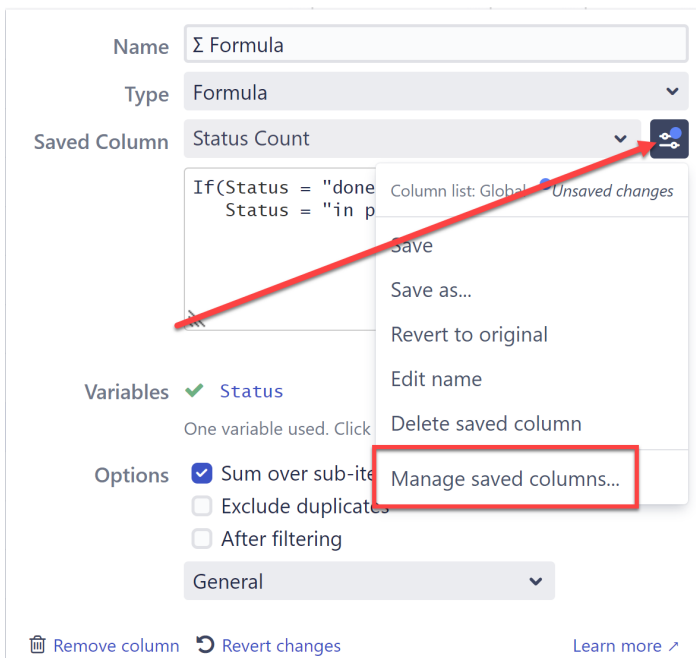 Name Σ Formula
Type Formula
Saved Column Status Count
If(Status = "done
Status = "in p
Column list: Global Unsaved changes
Save
Save as...
Revert to original
Edit name
Delete saved column
Manage saved columns...
Variables Status
One variable used. Click
Options Sum over sub-ite
Exclude duplicates
After filtering
General
Remove column Revert changes Learn more ↗